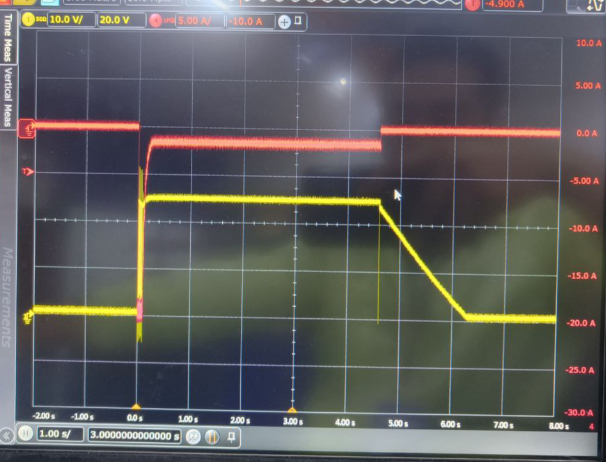 -4.900 A
10.0 V/ 20.0 V 5.00 A/ -10.0 A
Time Meas
Vertical Meas
Measurements
10.0 A
5.00 A
0.0 A
-5.00 A
-10.0 A
-15.0 A
-20.0 A
-25.0 A
-30.0 A
4
-2.00 s -1.00 s 0.0 s 1.00 s 2.00 s 3.00 s 4.00 s 5.00 s 6.00 s 7.00 s 8.00 s
1.00 s/ 3.0000000000000 s